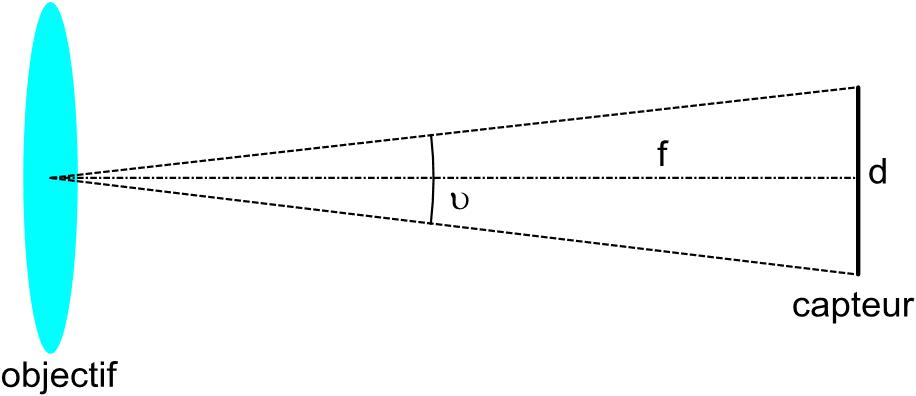 f
d
υ
capteur
objectif